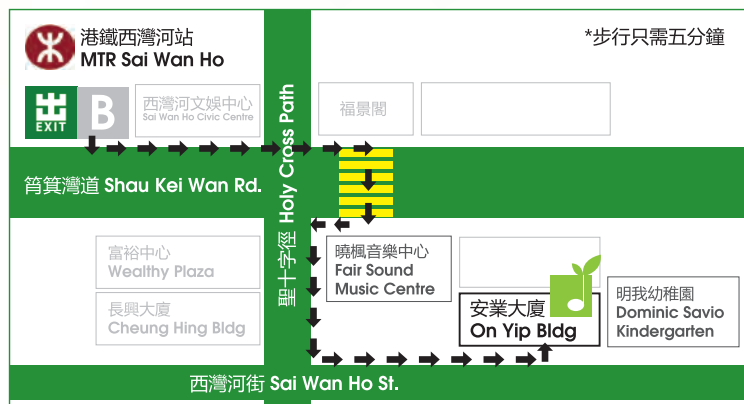 港鐵西灣河站
MTR Sai Wan Ho
*步行只需五分鐘
出
EXIT
B
西灣河文娛中心
Sai Wan Ho Civic Centre
福景閣
筲箕灣道 Shau Kei Wan Rd.
聖十字徑 Holy Cross Path
富裕中心
Wealthy Plaza
長興大廈
Cheung Hing Bldg
曉楓音樂中心
Fair Sound
Music Centre
安業大廈
On Yip Bldg
明我幼稚園
Dominic Savio
Kindergarten
西灣河街 Sai Wan Ho St.